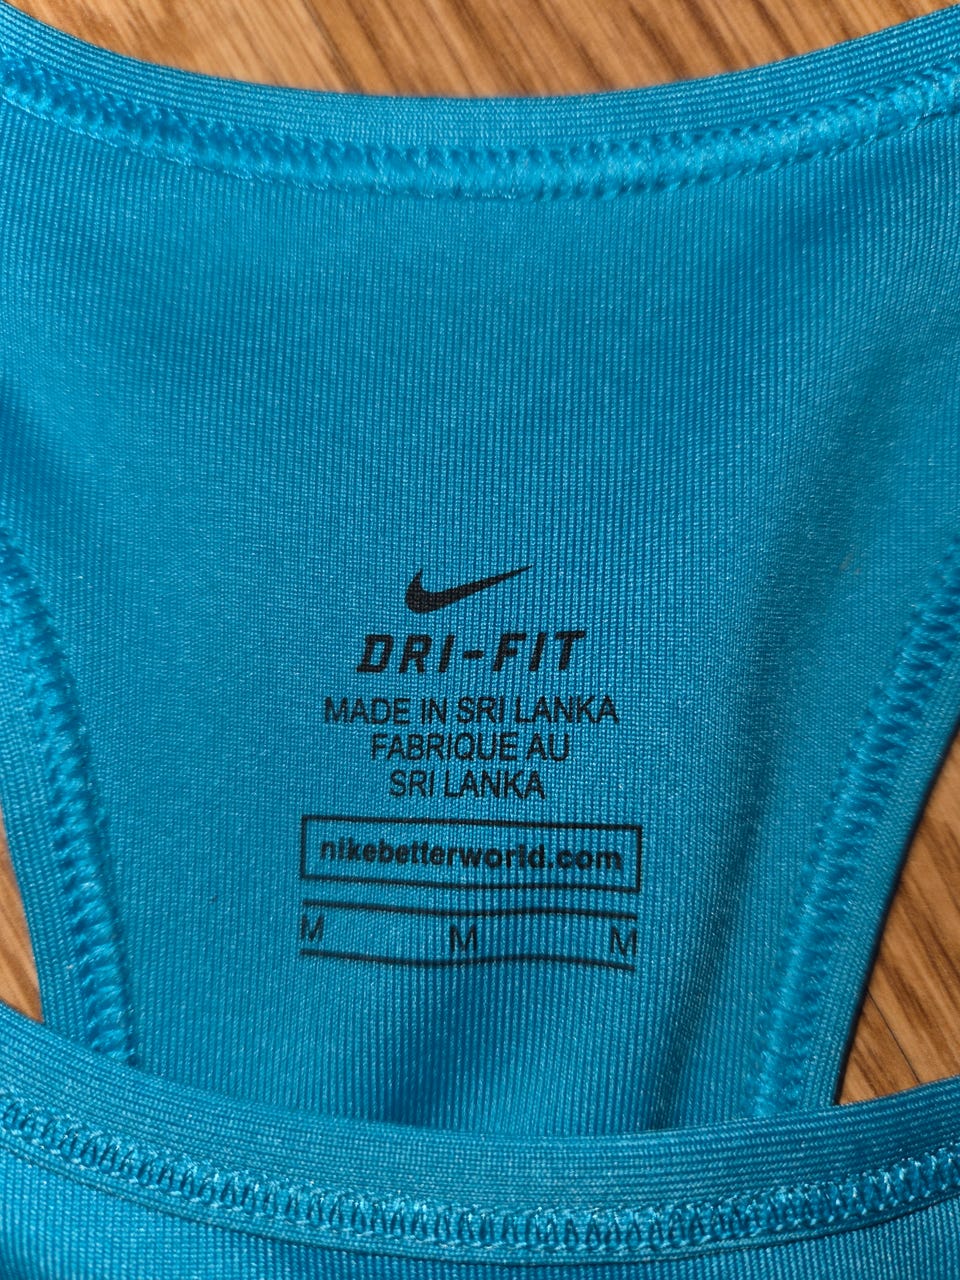 DRI-FIT
MADE IN SRI LANKA
FABRIQUE AU
SRI LANKA
nikebetterworld.com
M M M